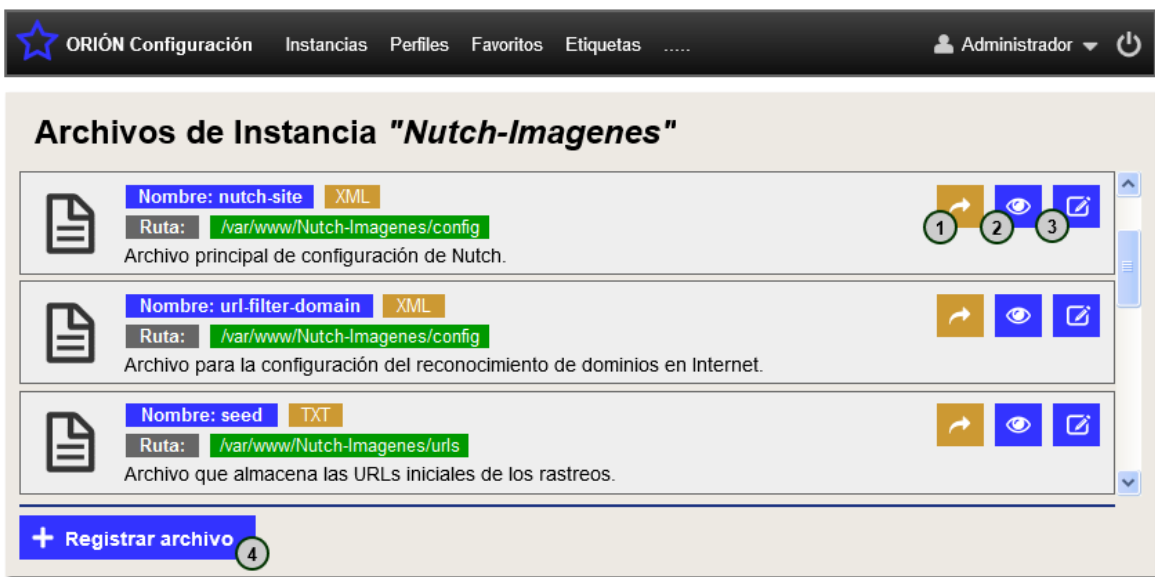 ORIÓN Configuración Instancias Perfiles Favoritos Etiquetas ..... Administrador
Archivos de Instancia "Nutch-Imagenes"
Nombre: nutch-site XML
Ruta: /var/www/Nutch-Imagenes/config
Archivo principal de configuración de Nutch.
1 2 3
Nombre: url-filter-domain XML
Ruta: /var/www/Nutch-Imagenes/config
Archivo para la configuración del reconocimiento de dominios en Internet.
Nombre: seed TXT
Ruta: /var/www/Nutch-Imagenes/urls
Archivo que almacena las URLs iniciales de los rastreos.
+ Registrar archivo
4